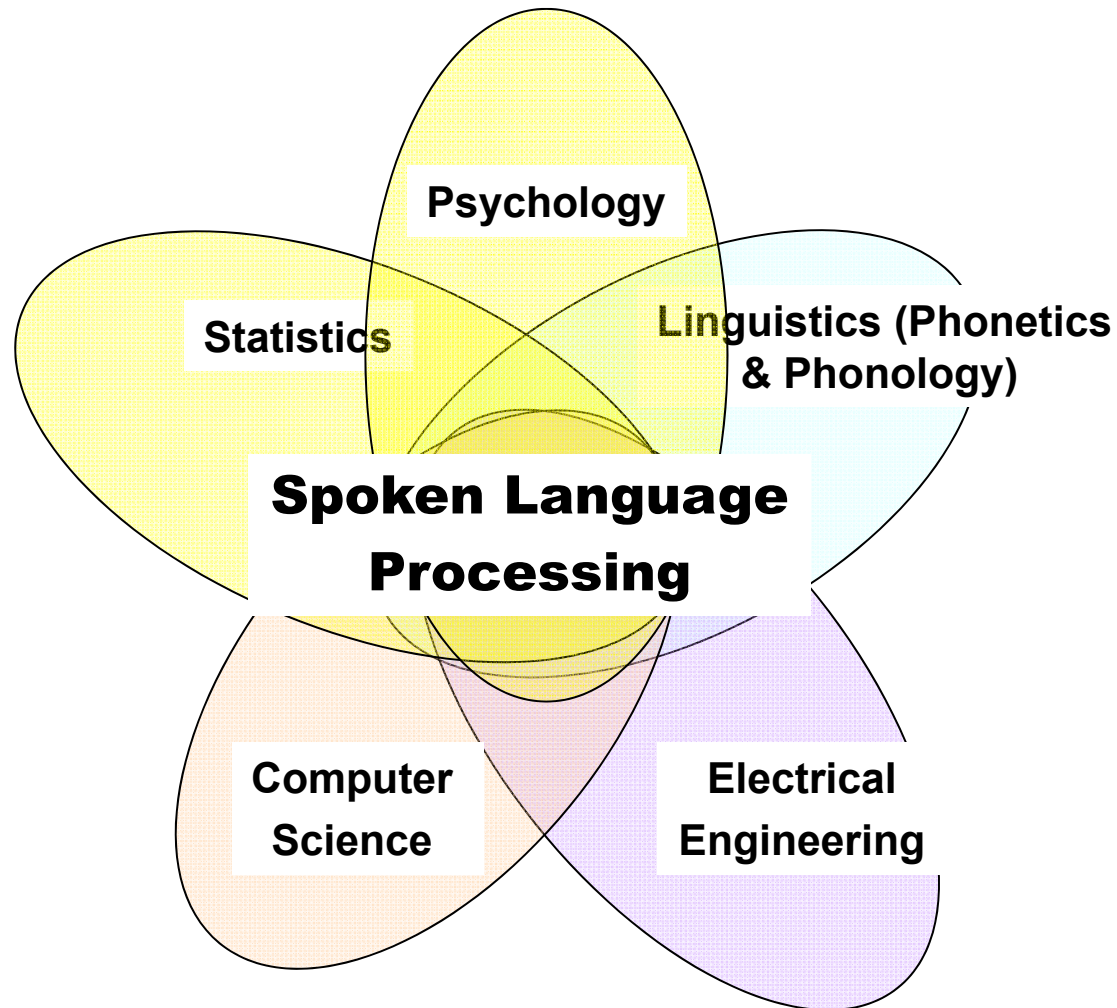 Psychology
Statistics
Linguistics (Phonetics
& Phonology)
Spoken Language
Processing
Computer
Science
Electrical
Engineering